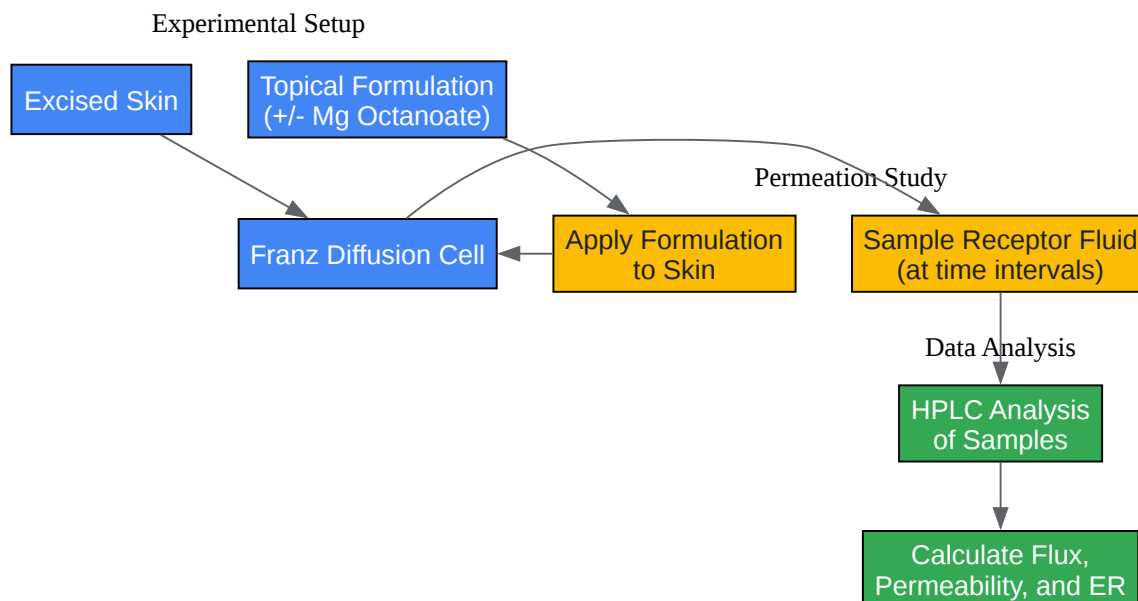 Experimental Setup
Excised Skin
Topical Formulation
(+/- Mg Octanoate)
Permeation Study
Franz Diffusion Cell
Apply Formulation
to Skin
Sample Receptor Fluid
(at time intervals)
Data Analysis
HPLC Analysis
of Samples
Calculate Flux,
Permeability, and ER